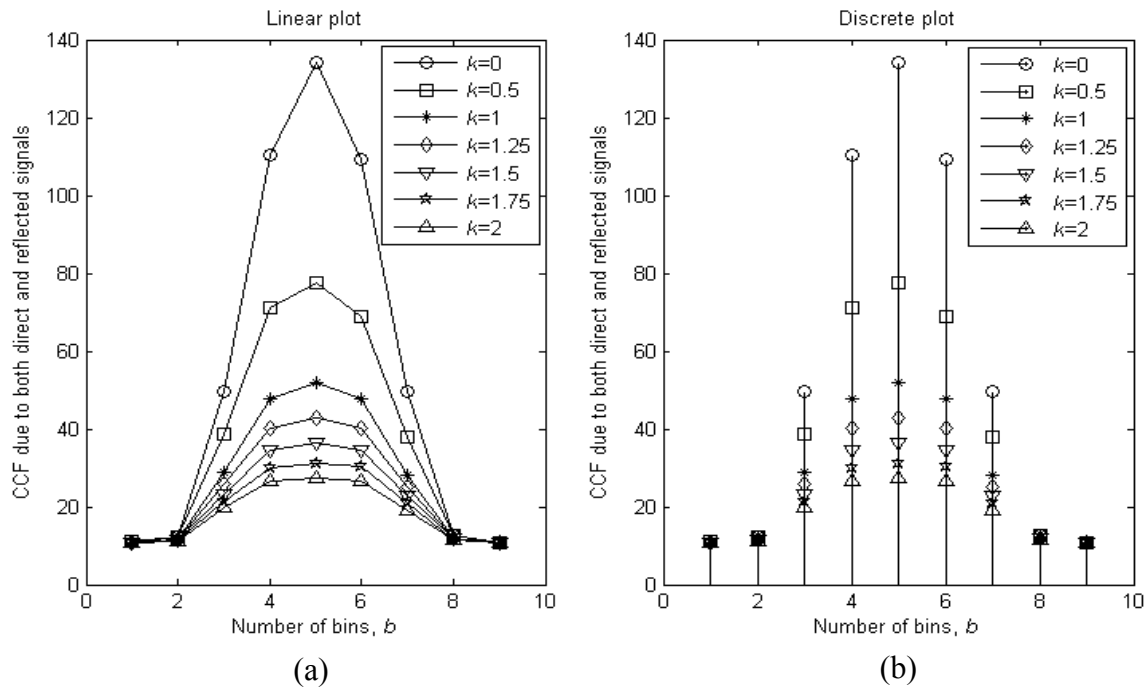 Linear plot
CCF due to both direct and reflected signals
140
120
100
80
60
40
20
0
k=0
k=0.5
k=1
k=1.25
k=1.5
k=1.75
k=2
0 2 4 6 8 10
Number of bins, b
(a)
Discrete plot
CCF due to both direct and reflected signals
140
120
100
80
60
40
20
0
k=0
k=0.5
k=1
k=1.25
k=1.5
k=1.75
k=2
0 2 4 6 8 10
Number of bins, b
(b)